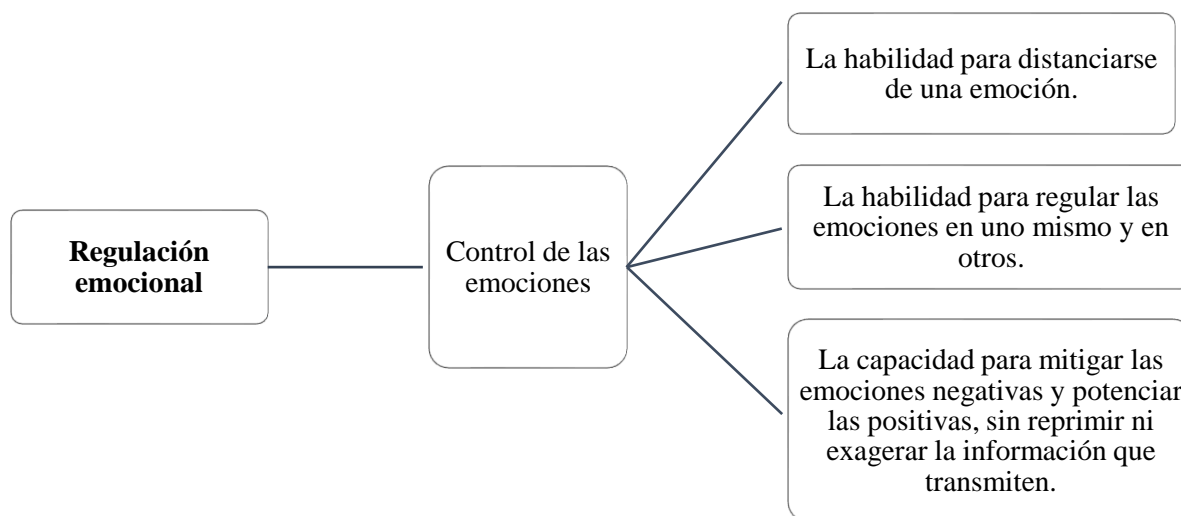 Regulación
emocional
Control de las
emociones
La habilidad para distanciarse
de una emoción.
La habilidad para regular las
emociones en uno mismo y en
otros.
La capacidad para mitigar las
emociones negativas y potenciar
las positivas, sin reprimir ni
exagerar la información que
transmiten.